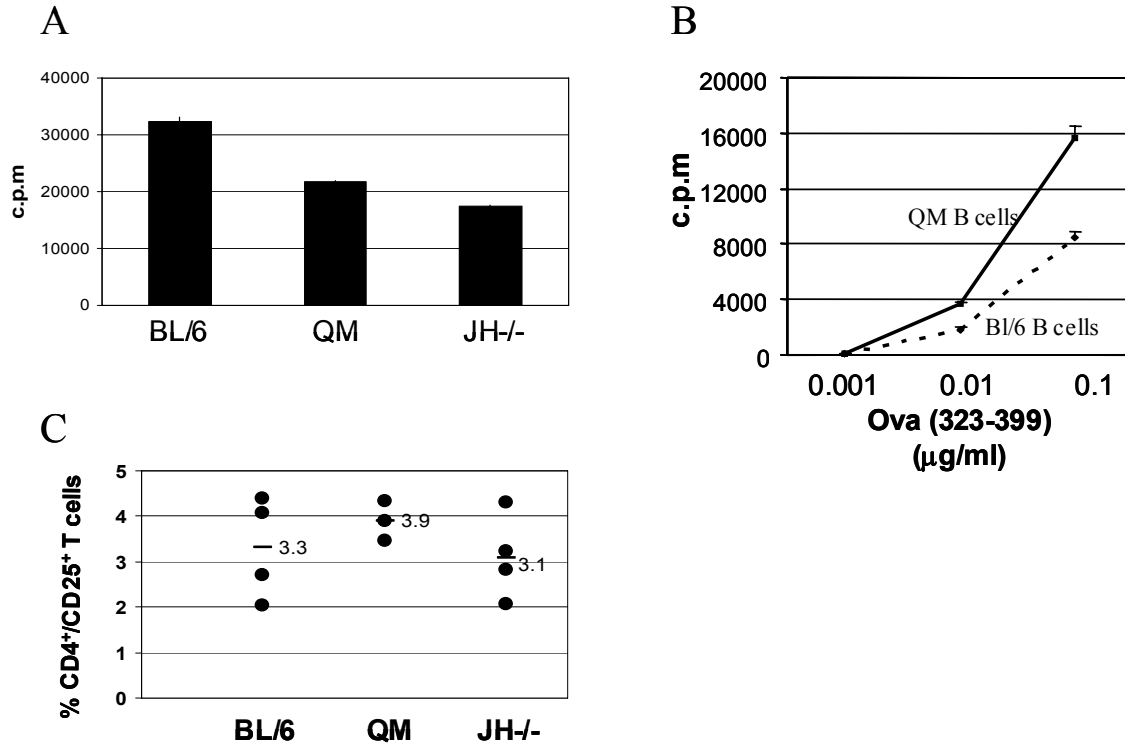 A
40000
30000
20000
10000
0
c.p.m
BL/6 QM JH-/-
B
20000
16000
12000
8000
4000
0
c.p.m
QM B cells
Bl/6 B cells
0.001 0.01 0.1
Ova (323-399)
(μg/ml)
C
5
4
3
2
1
0
% CD4+/CD25+ T cells
3.3
3.9
3.1
BL/6 QM JH-/-